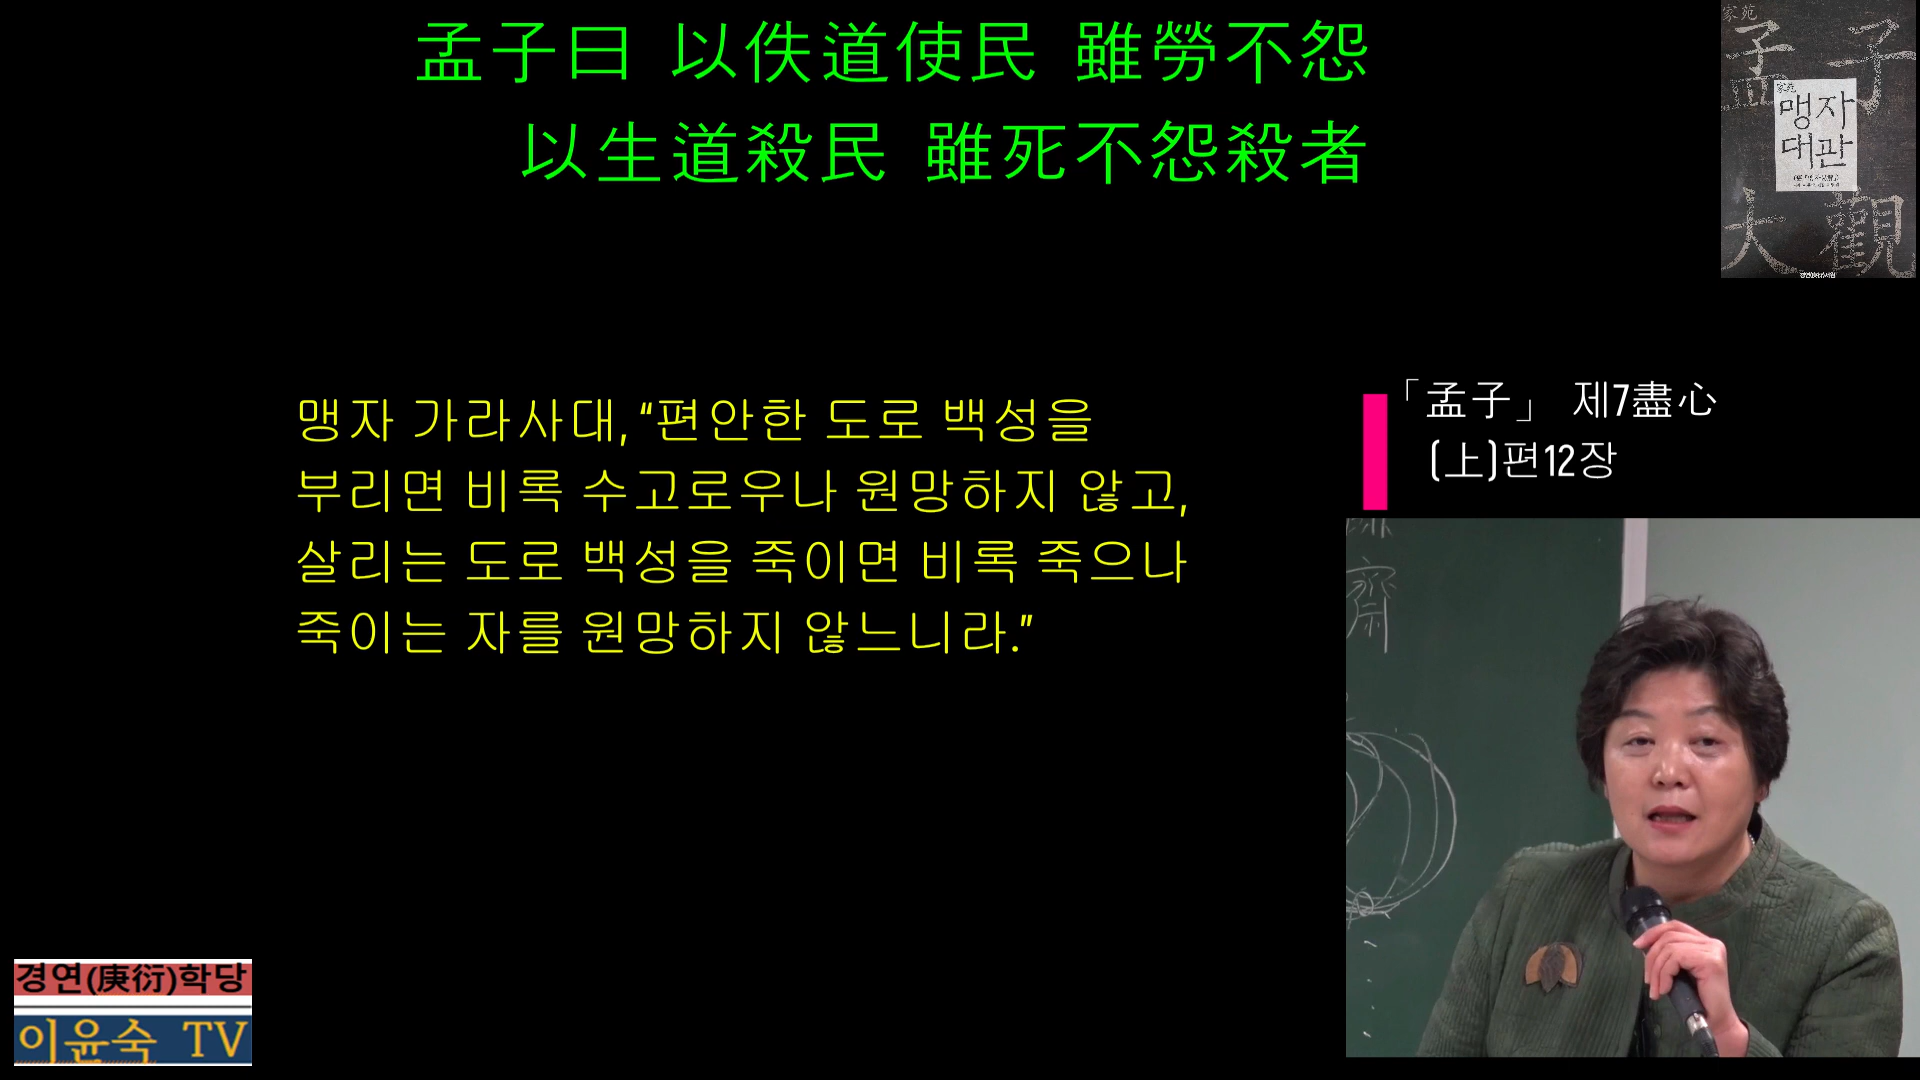 孟子曰 以佚道使民 雖勞不怨
以生道殺民 雖死不怨殺者
家苑
孟子
맹자
대관
大觀
맹자 가라사대, “편안한 도로 백성을
부리면 비록 수고로우나 원망하지 않고,
살리는 도로 백성을 죽이면 비록 죽으나
죽이는 자를 원망하지 않느니라.”
「孟子」 제7盡心
(上)편12장
齋
경연(庚衍)학당
이윤숙 TV